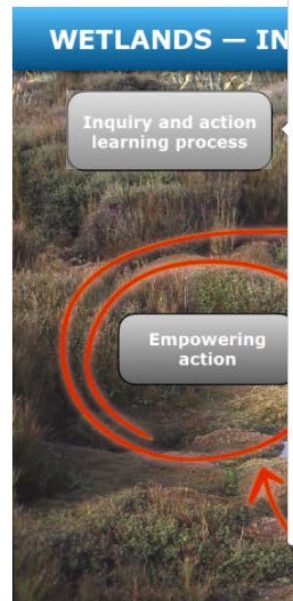 WETLANDS — IN
Inquiry and action
learning process
Empowering
action